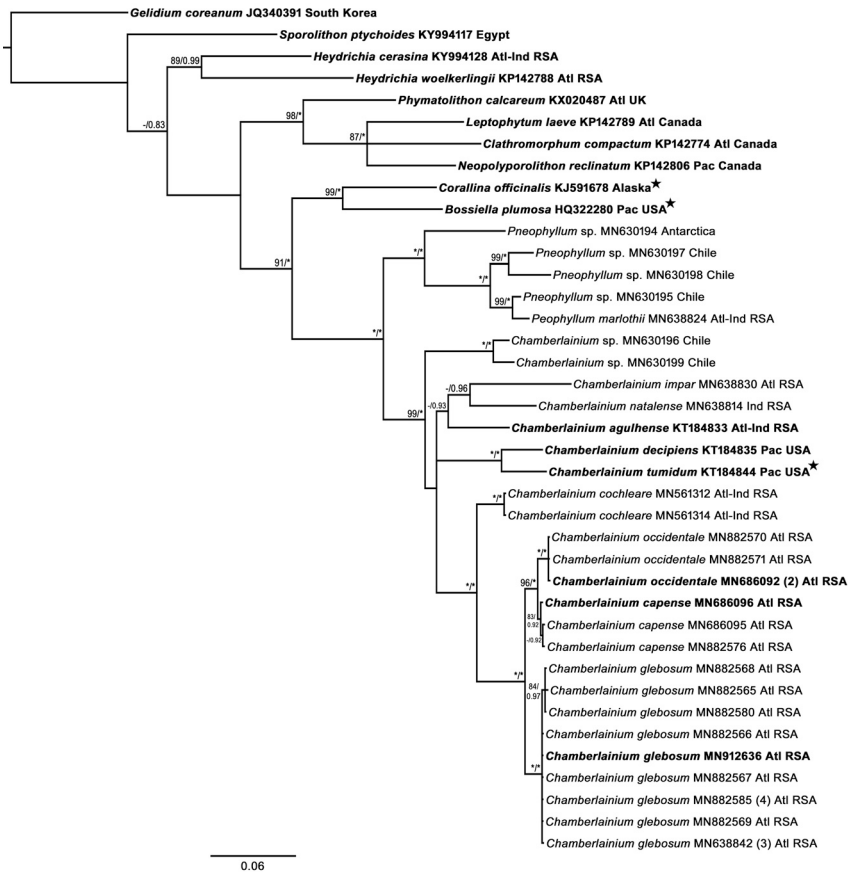 Gelidium coreanum JQ340391 South Korea
Sporolithon ptychoides KY994117 Egypt
89/0.99
Heydrichia cerasina KY994128 Atl-Ind RSA
Heydrichia woelkerlingii KP142788 Atl RSA
-/0.83
Phymatolithon calcareum KX020487 Atl UK
98/*
Leptophytum laeve KP142789 Atl Canada
87/*
Clathromorphum compactum KP142774 Atl Canada
Neopolyporolithon reclinatum KP142806 Pac Canada
Corallina officinalis KJ591678 Alaska★
99/*
Bossiella plumosa HQ322280 Pac USA★
91/*
Pneophyllum sp. MN630194 Antarctica
*/*
Pneophyllum sp. MN630197 Chile
99/*
Pneophyllum sp. MN630198 Chile
*/*
Pneophyllum sp. MN630195 Chile
99/*
Peophyllum marlothii MN638824 Atl-Ind RSA
*/*
Chamberlainium sp. MN630196 Chile
*/*
Chamberlainium sp. MN630199 Chile
Chamberlainium impar MN638830 Atl RSA
-/0.96
Chamberlainium natalense MN638814 Ind RSA
99/*
-/0.93
Chamberlainium agulhense KT184833 Atl-Ind RSA
Chamberlainium decipiens KT184835 Pac USA
*/*
Chamberlainium tumidum KT184844 Pac USA★
Chamberlainium cochleare MN561312 Atl-Ind RSA
*/*
Chamberlainium cochleare MN561314 Atl-Ind RSA
Chamberlainium occidentale MN882570 Atl RSA
*/*
Chamberlainium occidentale MN882571 Atl RSA
*/*
96/*
Chamberlainium occidentale MN686092 (2) Atl RSA
Chamberlainium capense MN686096 Atl RSA
83/
0.92
Chamberlainium capense MN686095 Atl RSA
-/0.92
Chamberlainium capense MN882576 Atl RSA
Chamberlainium glebosum MN882568 Atl RSA
*/*
84/
0.97
Chamberlainium glebosum MN882565 Atl RSA
Chamberlainium glebosum MN882580 Atl RSA
Chamberlainium glebosum MN882566 Atl RSA
Chamberlainium glebosum MN912636 Atl RSA
*/*
Chamberlainium glebosum MN882567 Atl RSA
Chamberlainium glebosum MN882585 (4) Atl RSA
Chamberlainium glebosum MN882569 Atl RSA
Chamberlainium glebosum MN638842 (3) Atl RSA
0.06